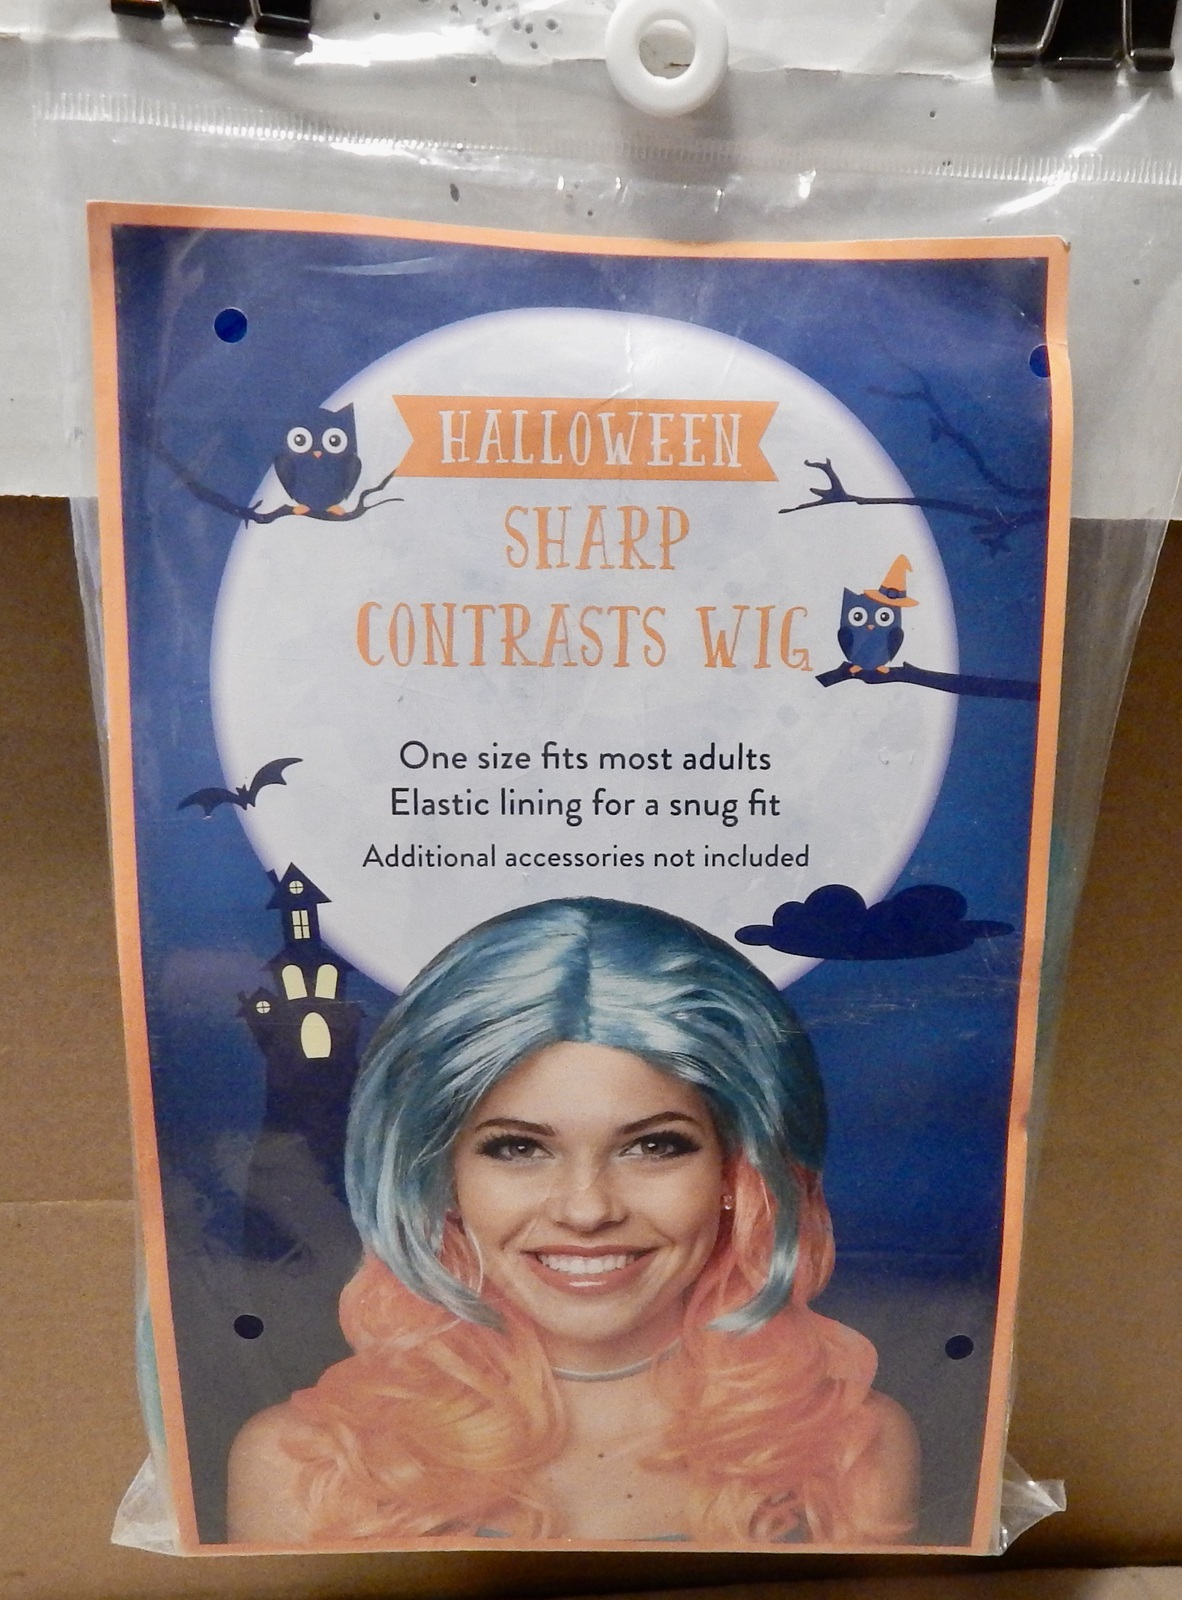 HALLOWEEN
SHARP
CONTRASTS WIG
One size fits most adults
Elastic lining for a snug fit
Additional accessories not included